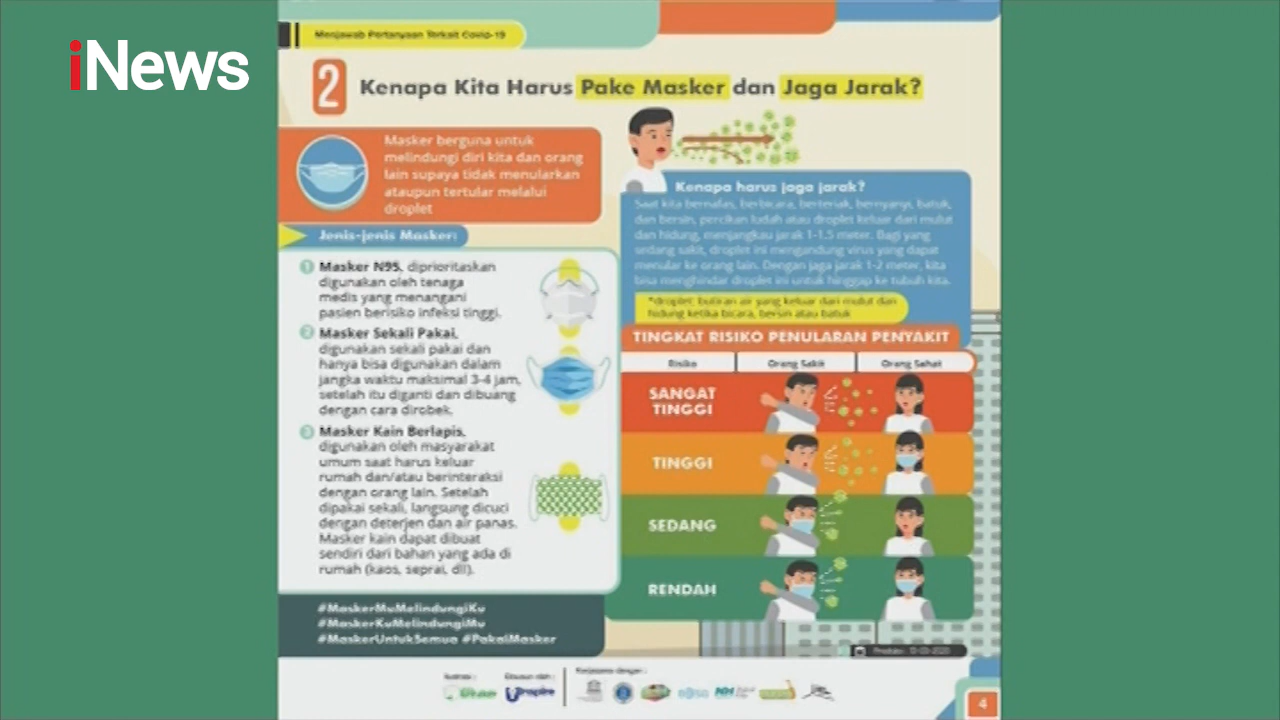 iNews
Menjawab Pertanyaan Terkait Covid-19
2
Kenapa Kita Harus Pake Masker dan Jaga Jarak?
Masker berguna untuk
melindungi diri kita dan orang
lain supaya tidak menularkan
ataupun tertular melalui
droplet
Jenis-jenis Masker:
1 Masker N95, diprioritaskan
digunakan oleh tenaga
medis yang menangani
pasien berisiko infeksi tinggi.
2 Masker Sekali Pakai,
digunakan sekali pakai dan
hanya bisa digunakan dalam
jangka waktu maksimal 3-4 jam,
setelah itu diganti dan dibuang
dengan cara dirobek.
3 Masker Kain Berlapis,
digunakan oleh masyarakat
umum saat harus keluar
rumah dan/atau berinteraksi
dengan orang lain. Setelah
dipakai sekali, langsung dicuci
dengan deterjen dan air panas.
Masker kain dapat dibuat
sendiri dari bahan yang ada di
rumah (kaos, seprai, dll).
#MaskerMuMelindungiKu
#MaskerKuMelindungiMu
#MaskerUntukSemua #PakaiMasker
Kenapa harus jaga jarak?
Saat kita bernafas, berbicara, berteriak, bernyanyi, batuk,
dan bersin, percikan ludah atau droplet keluar dari mulut
dan hidung, menjangkau jarak 1-1.5 meter. Bagi yang
sedang sakit, droplet ini mengandung virus yang dapat
menular ke orang lain. Dengan jaga jarak 1-2 meter, kita
bisa menghindar droplet ini untuk hinggap ke tubuh kita.
*droplet: butiran air yang keluar dari mulut dan
hidung ketika bicara, bersin atau batuk
TINGKAT RISIKO PENULARAN PENYAKIT
Risiko Orang Sakit Orang Sehat
SANGAT
TINGGI
TINGGI
SEDANG
RENDAH
Kerjasama dengan :
4